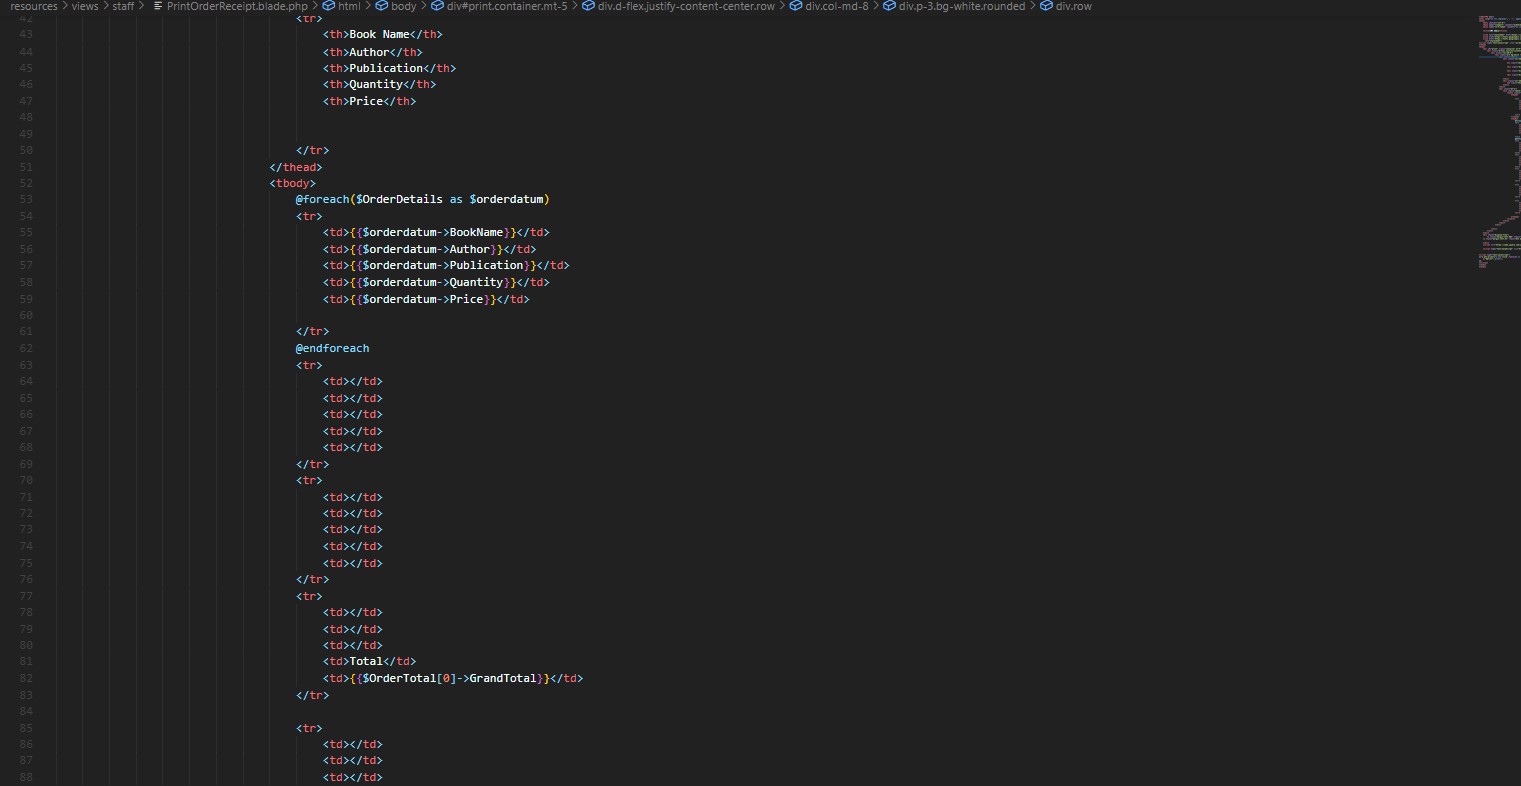 resources > views > staff > PrintOrderReceipt.blade.php > html > body > div#print.container.mt-5 > div.d-flex.justify-content-center.row > div.col-md-8 > div.p-3.bg-white.rounded > div.row
42 <tr>
43 <th>Book Name</th>
44 <th>Author</th>
45 <th>Publication</th>
46 <th>Quantity</th>
47 <th>Price</th>
48
49
50 </tr>
51 </thead>
52 <tbody>
53 @foreach($OrderDetails as $orderdatum)
54 <tr>
55 <td>{{$orderdatum->BookName}}</td>
56 <td>{{$orderdatum->Author}}</td>
57 <td>{{$orderdatum->Publication}}</td>
58 <td>{{$orderdatum->Quantity}}</td>
59 <td>{{$orderdatum->Price}}</td>
60
61 </tr>
62 @endforeach
63 <tr>
64 <td></td>
65 <td></td>
66 <td></td>
67 <td></td>
68 <td></td>
69 </tr>
70 <tr>
71 <td></td>
72 <td></td>
73 <td></td>
74 <td></td>
75 <td></td>
76 </tr>
77 <tr>
78 <td></td>
79 <td></td>
80 <td></td>
81 <td>Total</td>
82 <td>{{$OrderTotal[0]->GrandTotal}}</td>
83 </tr>
84
85 <tr>
86 <td></td>
87 <td></td>
88 <td></td>